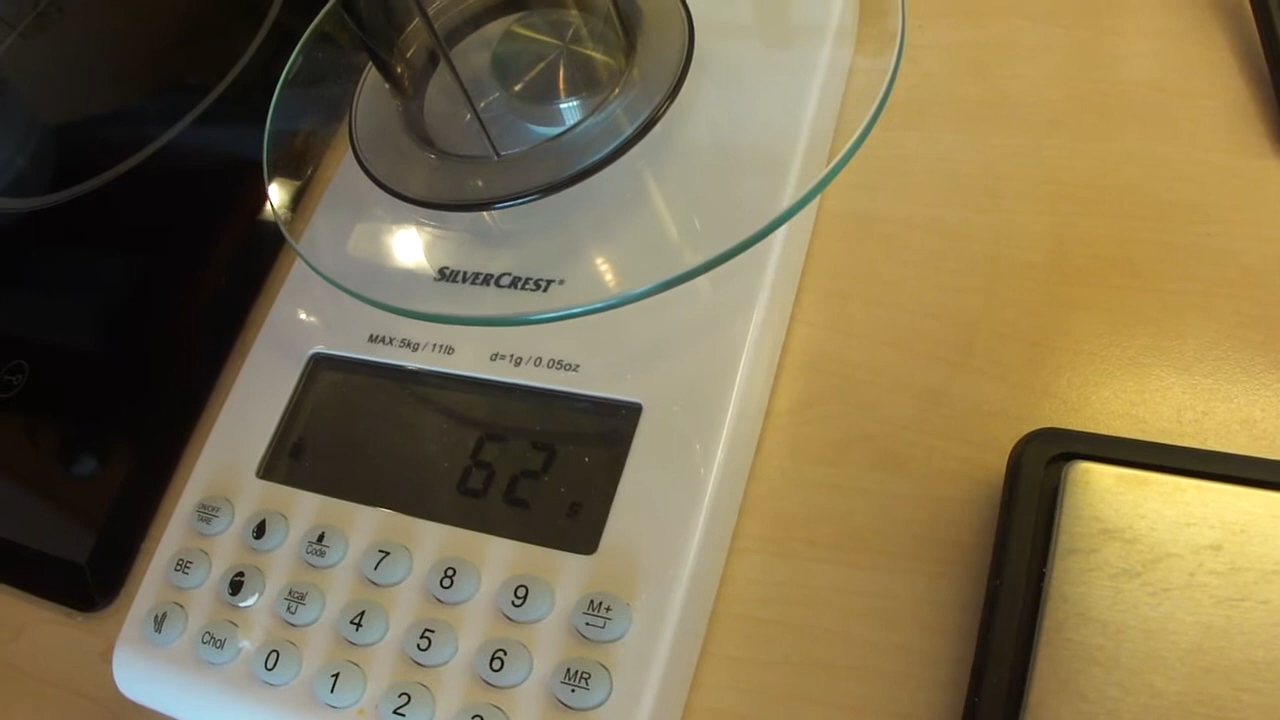 SILVERCREST®
MAX:5kg / 11lb d=1g / 0.05oz
62 g
ON/OFF
TARE
Code
7 8 9
M+
BE
kcal
kJ
4 5 6
MR
Chol
0 1 2